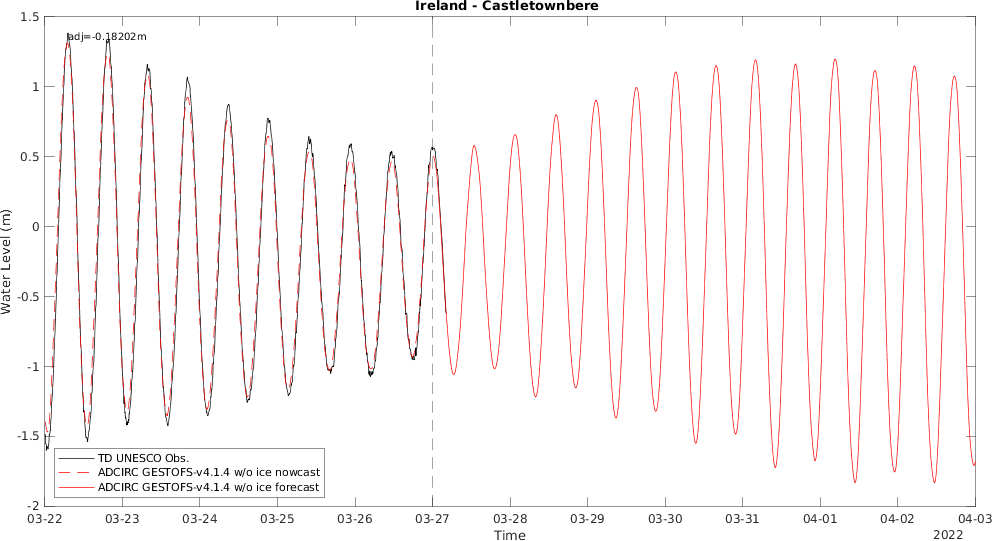 Ireland - Castletownbere
adj=-0.18202m
1.5
1
0.5
0
-0.5
-1
-1.5
-2
Water Level (m)
TD UNESCO Obs.
ADCIRC GESTOFS-v4.1.4 w/o ice nowcast
ADCIRC GESTOFS-v4.1.4 w/o ice forecast
03-22 03-23 03-24 03-25 03-26 03-27 03-28 03-29 03-30 03-31 04-01 04-02 04-03
Time
2022